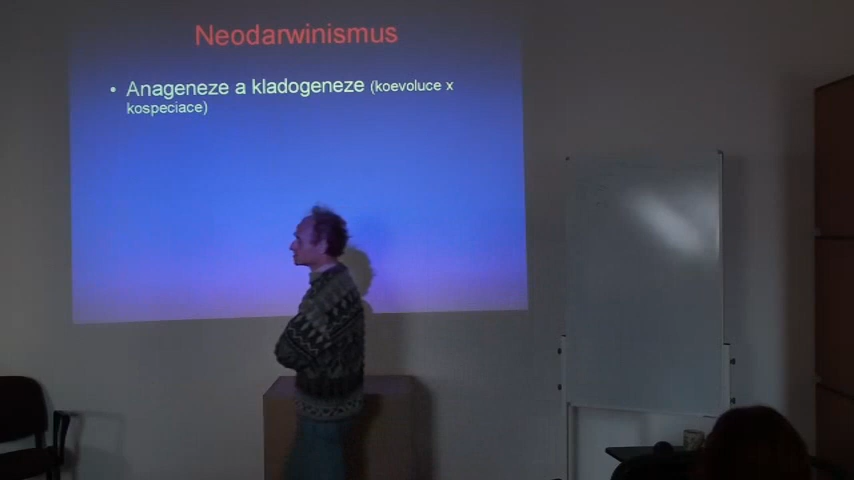 Neodarwinismus
• Anageneze a kladogeneze (koevoluce x
kospeciace)